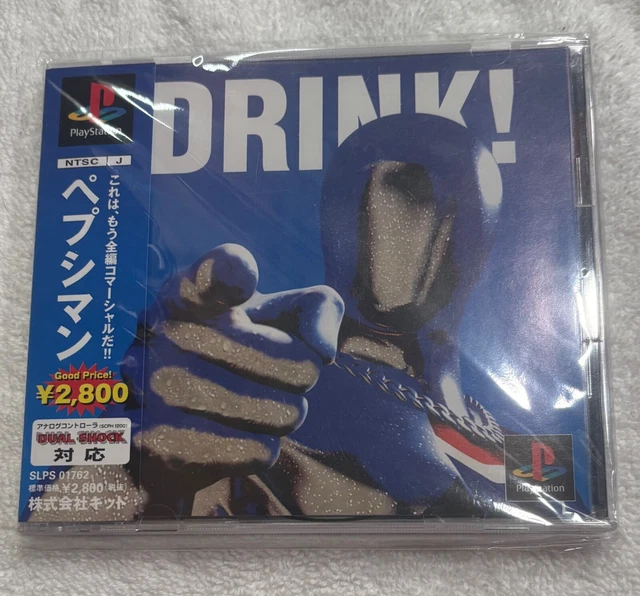 DRINK!
PlayStation
NTSC J
ペプシマン
これは、もう全編コマーシャルだ!!
Good Price!
¥2,800
アナログコントローラ(SCPH-1200)
DUAL SHOCK
対応
SLPS 01762
標準価格¥2,800(税抜)
株式会社キッド
PlayStation